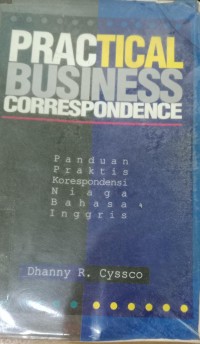 PRACTICAL
BUSINESS
CORRESPONDENCE
Panduan
Praktis
Korespondensi
Niaga
Bahasa
Inggris
Dhanny R. Cyssco